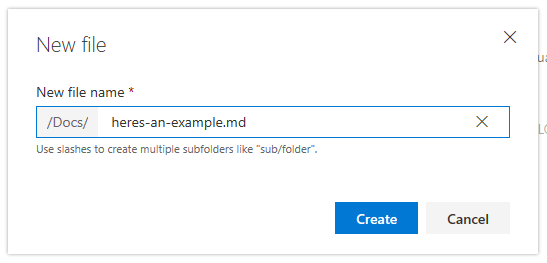 New file
New file name *
/Docs/ heres-an-example.md
Use slashes to create multiple subfolders like "sub/folder".
Create Cancel